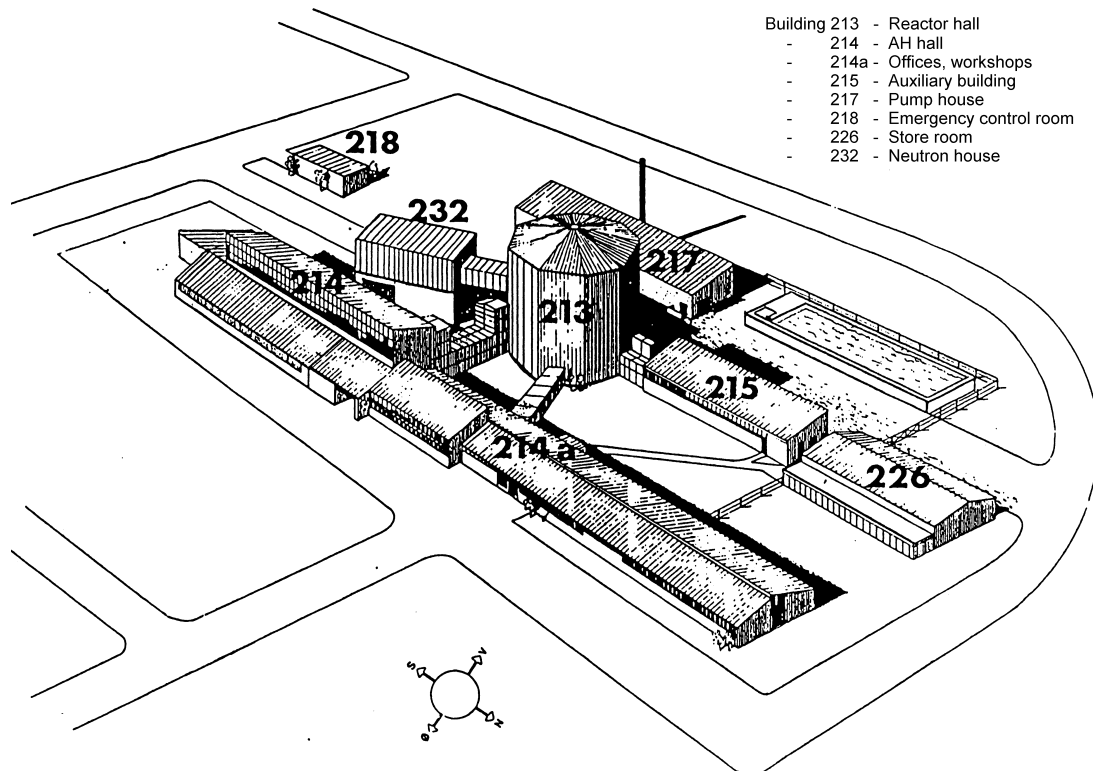 Building 213 - Reactor hall
- 214 - AH hall
- 214a - Offices, workshops
- 215 - Auxiliary building
- 217 - Pump house
- 218 - Emergency control room
- 226 - Store room
- 232 - Neutron house
218
232
217
214
213
215
214a
226
S
V
Ø
N